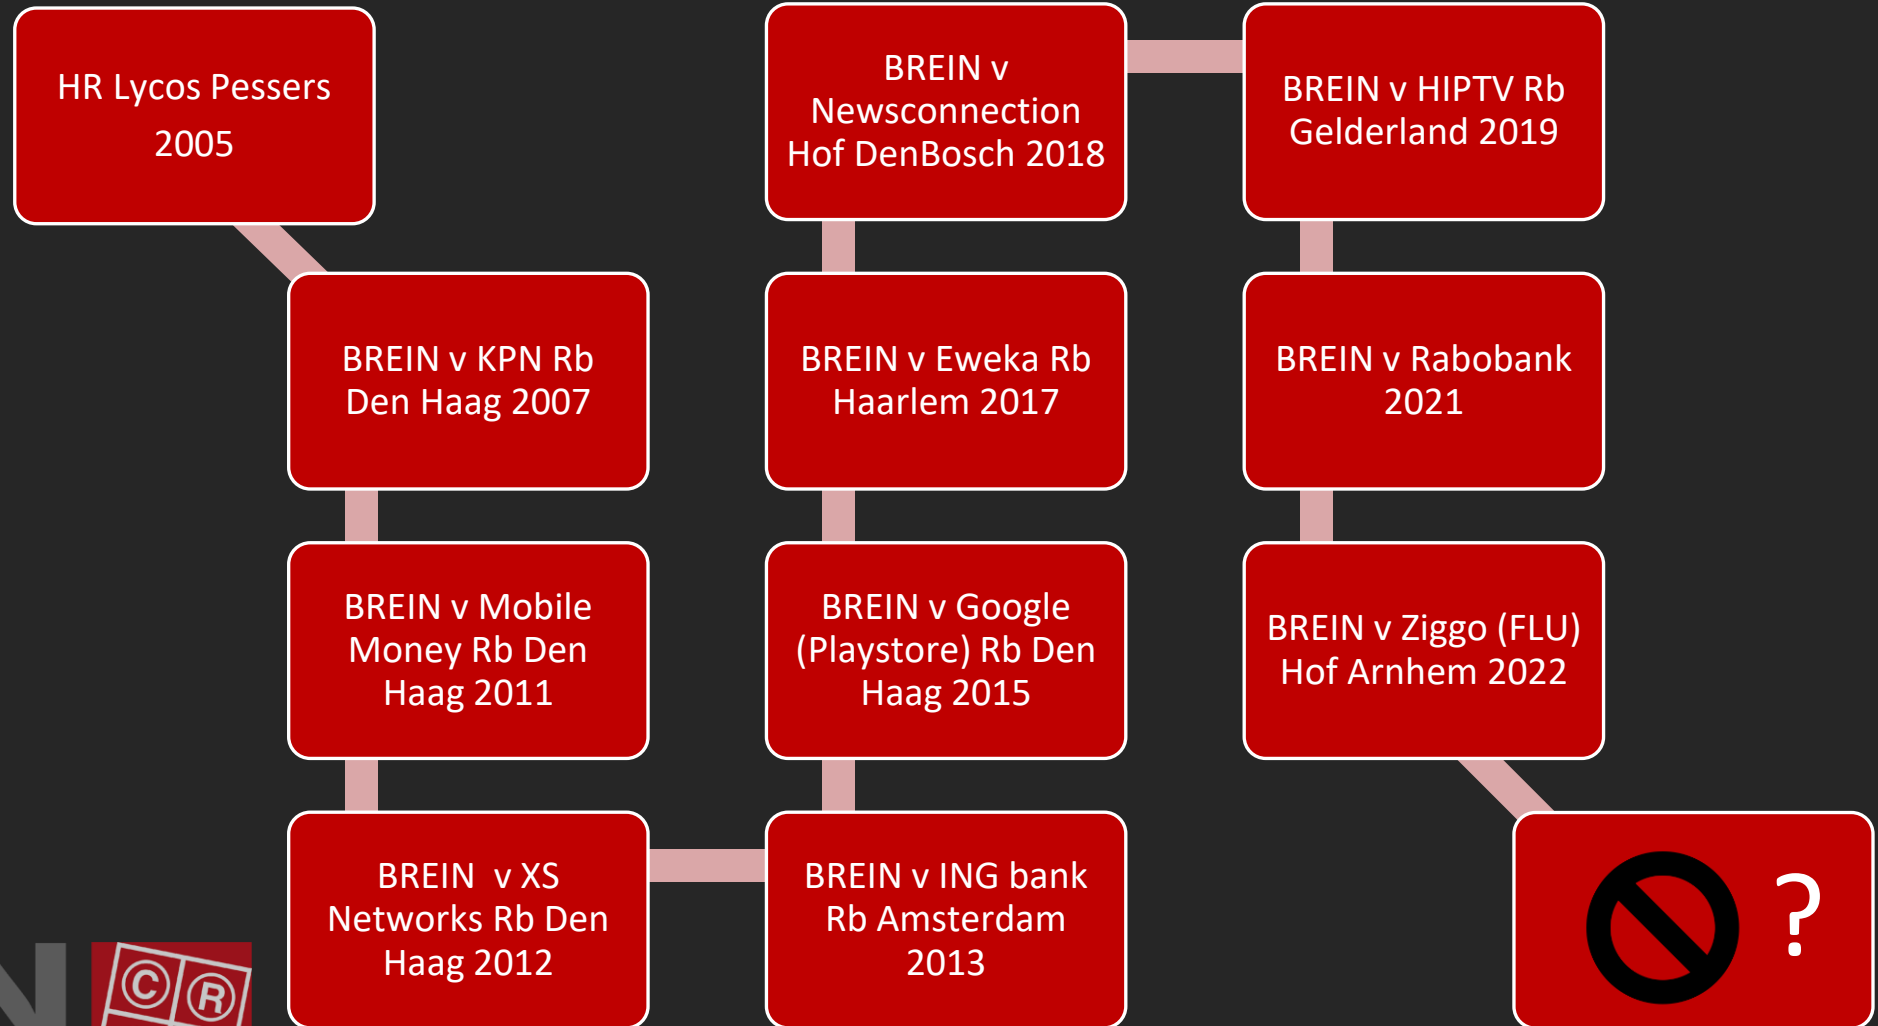 HR Lycos Pessers
2005
BREIN v KPN Rb
Den Haag 2007
BREIN v Mobile
Money Rb Den
Haag 2011
BREIN  v XS
Networks Rb Den
Haag 2012
BREIN v ING bank
Rb Amsterdam
2013
BREIN v Google
(Playstore) Rb Den
Haag 2015
BREIN v Eweka Rb
Haarlem 2017
BREIN v
Newsconnection
Hof DenBosch 2018
BREIN v HIPTV Rb
Gelderland 2019
BREIN v Rabobank
2021
BREIN v Ziggo (FLU)
Hof Arnhem 2022
?
N
© ®